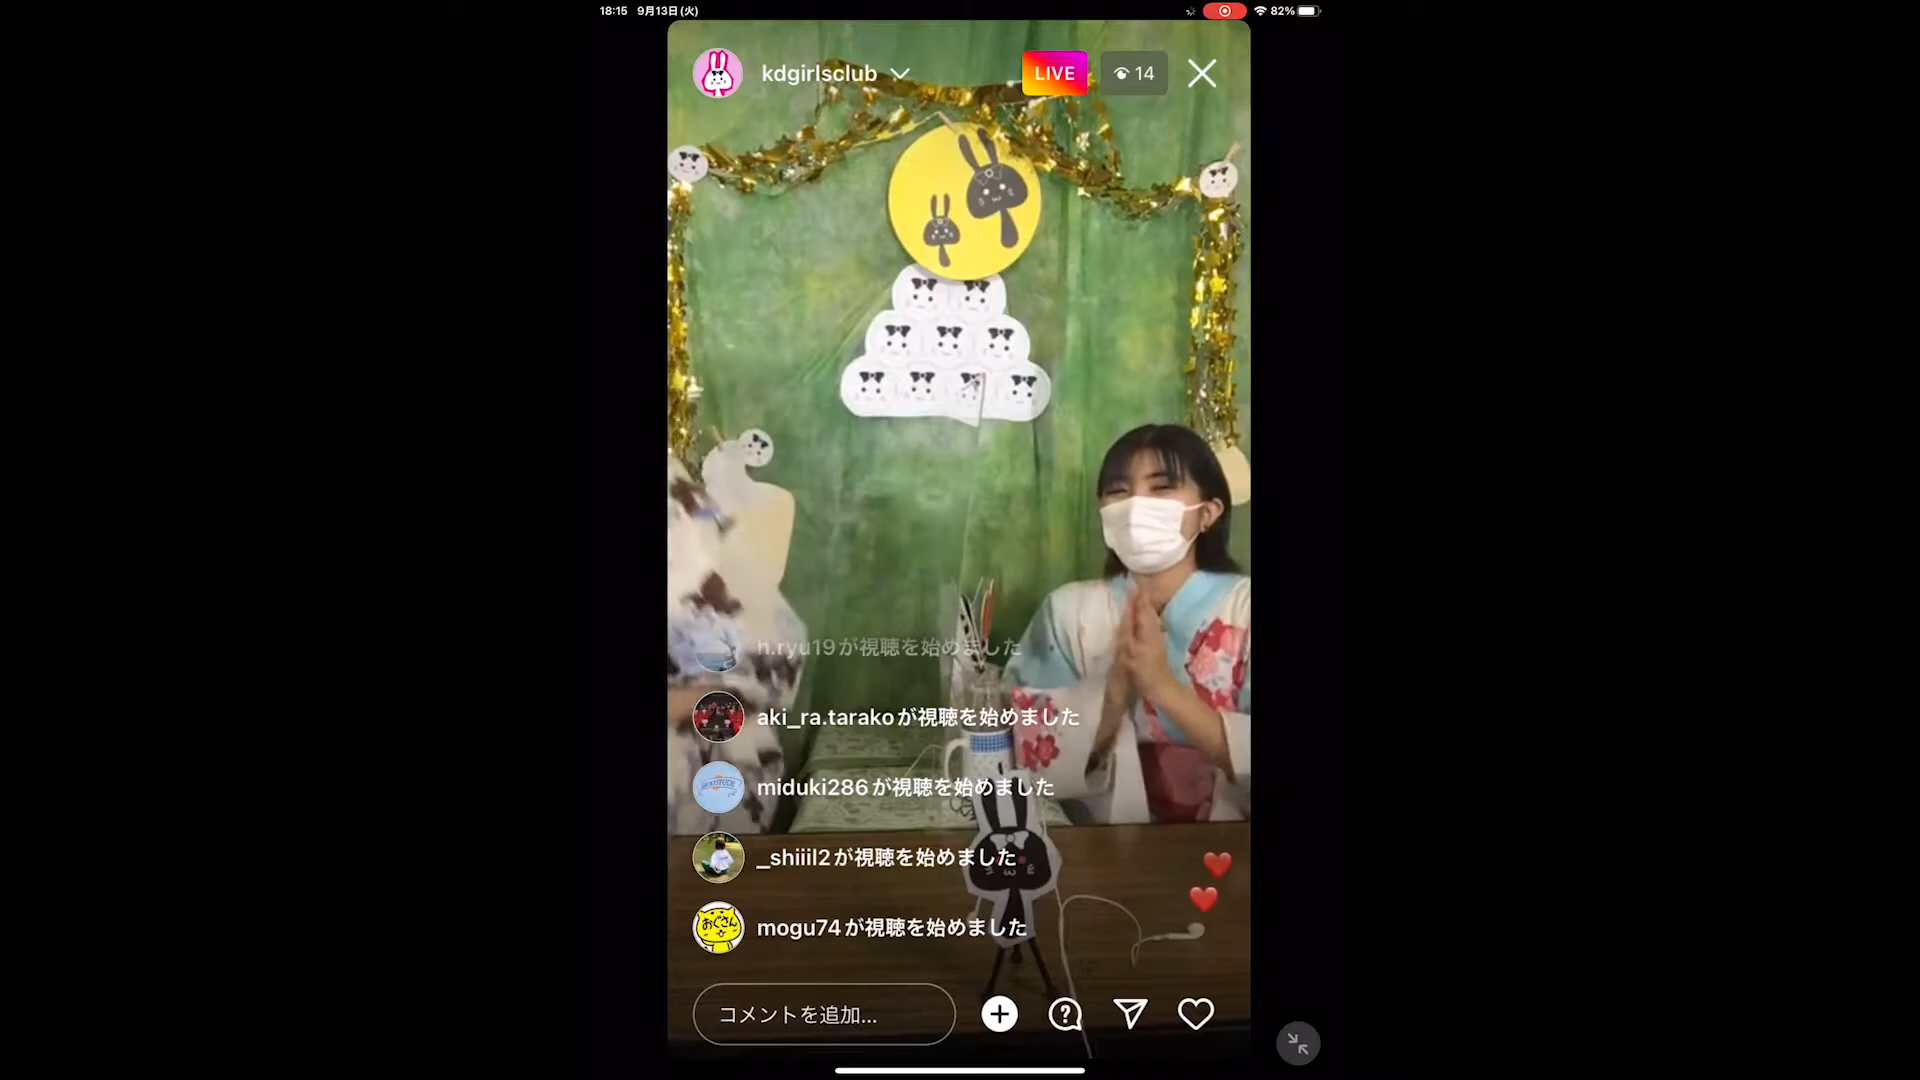 18:15 9月13日(火)
82%
kdgirlsclub
LIVE
14
h.ryu19が視聴を始めました
aki_ra.tarakoが視聴を始めました
miduki286が視聴を始めました
GRATITUDE
_shiiil2が視聴を始めました
おぐさん
mogu74が視聴を始めました
コメントを追加...